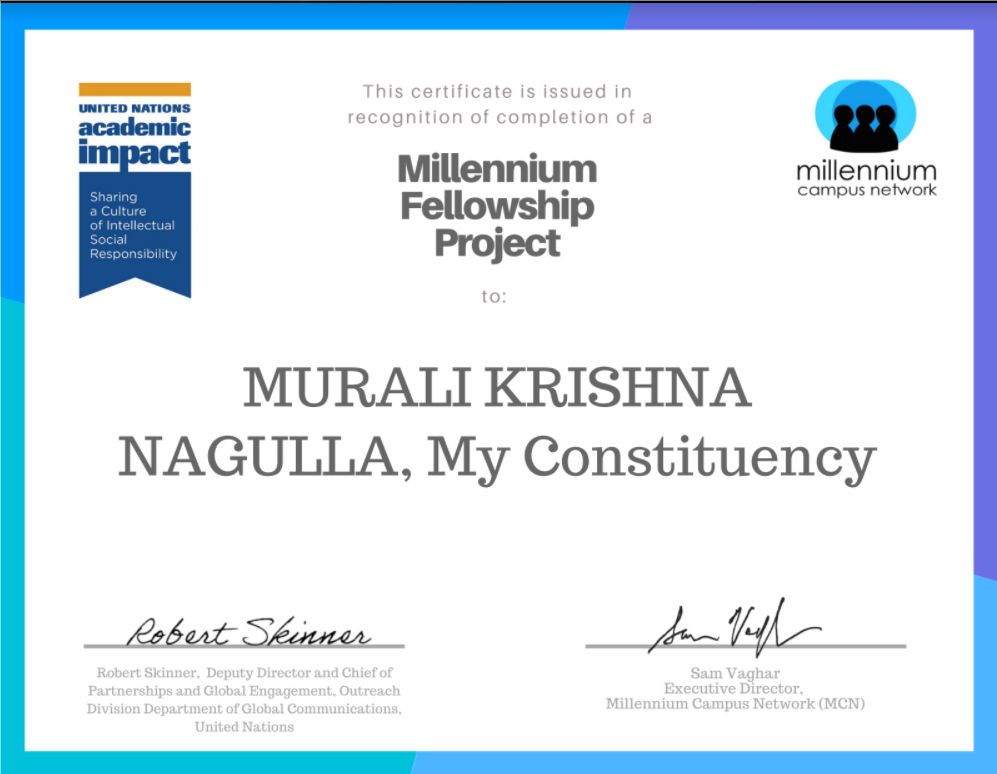 UNITED NATIONS
academic
impact
Sharing
a Culture
of Intellectual
Social
Responsibility
This certificate is issued in
recognition of completion of a
Millennium
Fellowship
Project
to:
millennium
campus network
MURALI KRISHNA
NAGULLA, My Constituency
Robert Skinner
Robert Skinner, Deputy Director and Chief of
Partnerships and Global Engagement, Outreach
Division Department of Global Communications,
United Nations
Sam Vaghar
Executive Director,
Millennium Campus Network (MCN)